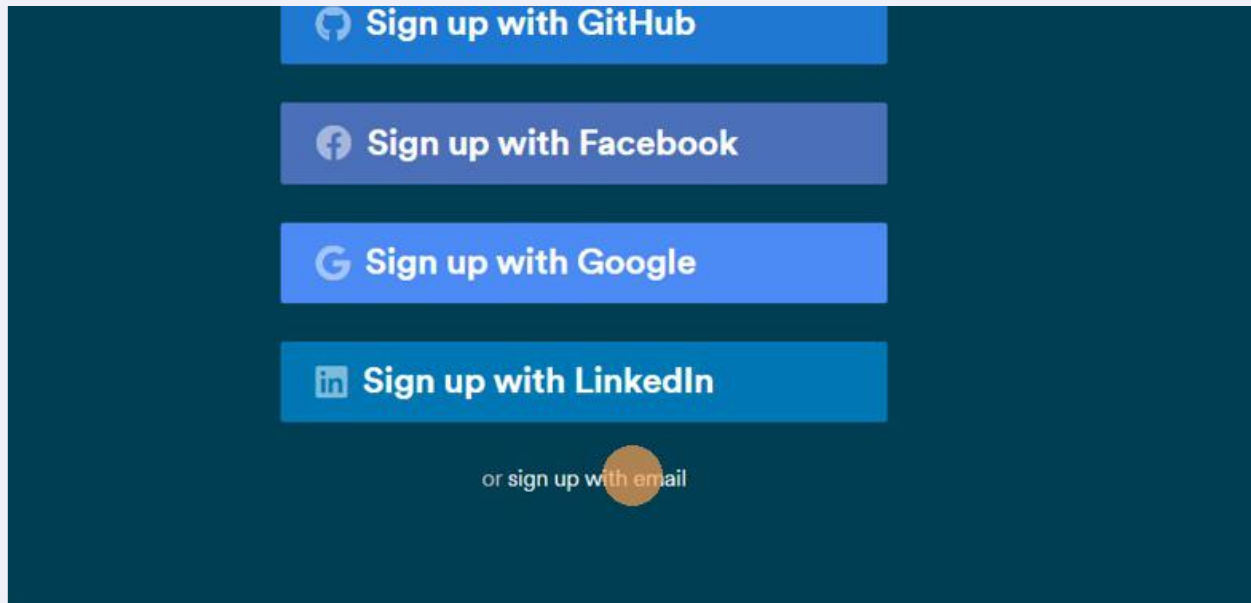 Sign up with GitHub
Sign up with Facebook
Sign up with Google
Sign up with LinkedIn
or sign up with email